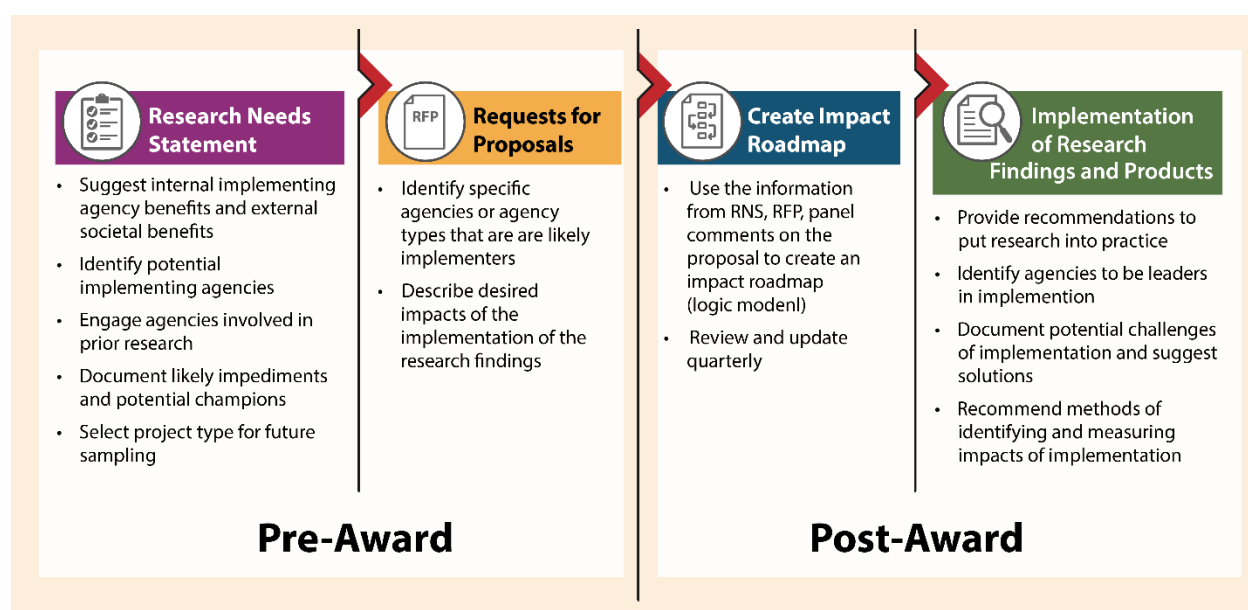 Research Needs
Statement
• Suggest internal implementing
agency benefits and external
societal benefits
• Identify potential
implementing agencies
• Engage agencies involved in
prior research
• Document likely impediments
and potential champions
• Select project type for future
sampling
RFP
Requests for
Proposals
• Identify specific
agencies or agency
types that are are likely
implementers
• Describe desired
impacts of the
implementation of the
research findings
Pre-Award
Create Impact
Roadmap
• Use the information
from RNS, RFP, panel
comments on the
proposal to create an
impact roadmap
(logic modenl)
• Review and update
quarterly
Implementation
of Research
Findings and Products
• Provide recommendations to
put research into practice
• Identify agencies to be leaders
in implemention
• Document potential challenges
of implementation and suggest
solutions
• Recommend methods of
identifying and measuring
impacts of implementation
Post-Award